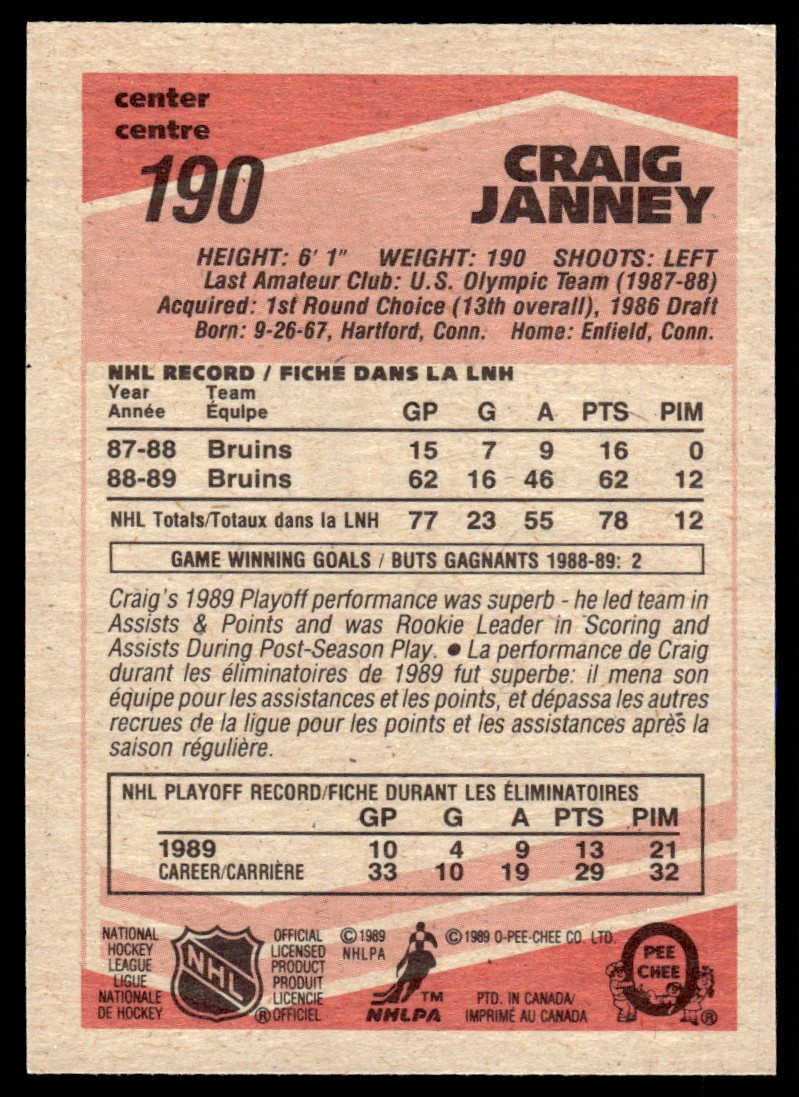 center
centre
190
CRAIG
JANNEY
HEIGHT: 6' 1" WEIGHT: 190 SHOOTS: LEFT
Last Amateur Club: U.S. Olympic Team (1987-88)
Acquired: 1st Round Choice (13th overall), 1986 Draft
Born: 9-26-67, Hartford, Conn. Home: Enfield, Conn.
NHL RECORD / FICHE DANS LA LNH
Year Team
Année Équipe GP G A PTS PIM
87-88 Bruins 15 7 9 16 0
88-89 Bruins 62 16 46 62 12
NHL Totals/Totaux dans la LNH 77 23 55 78 12
GAME WINNING GOALS / BUTS GAGNANTS 1988-89: 2
Craig's 1989 Playoff performance was superb - he led team in
Assists & Points and was Rookie Leader in Scoring and
Assists During Post-Season Play. ● La performance de Craig
durant les éliminatoires de 1989 fut superbe: il mena son
équipe pour les assistances et les points, et dépassa les autres
recrues de la ligue pour les points et les assistances après la
saison régulière.
NHL PLAYOFF RECORD/FICHE DURANT LES ÉLIMINATOIRES
GP G A PTS PIM
1989 10 4 9 13 21
CAREER/CARRIÈRE 33 10 19 29 32
NATIONAL
HOCKEY
LEAGUE
LIGUE
NATIONALE
DE HOCKEY
NHL
®
OFFICIAL
LICENSED
PRODUCT
PRODUIT
LICENCIE
OFFICIEL
© 1989
NHLPA
TM
NHLPA
© 1989 O-PEE-CHEE CO. LTD.
PTD. IN CANADA/
IMPRIMÉ AU CANADA
PEE
CHEE
®